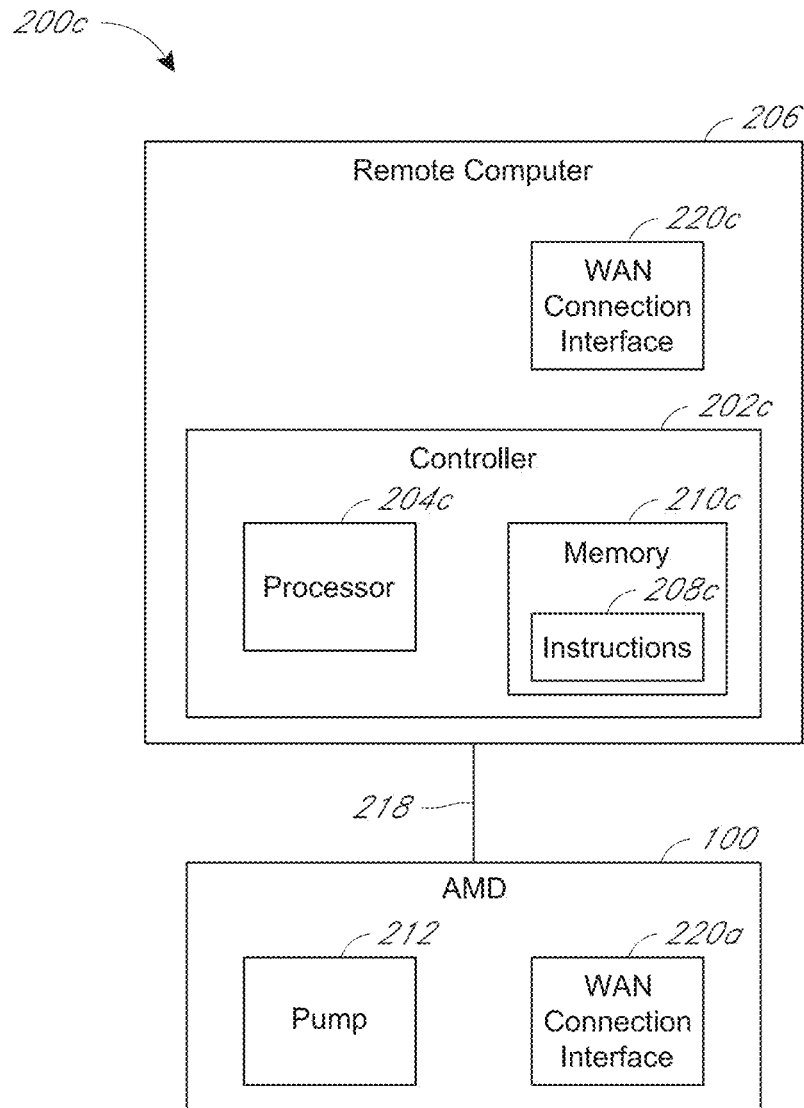 200c
206
Remote Computer
220c
WAN
Connection
Interface
202c
Controller
204c
210c
Processor
Memory
208c
Instructions
218
100
AMD
212
220a
Pump
WAN
Connection
Interface